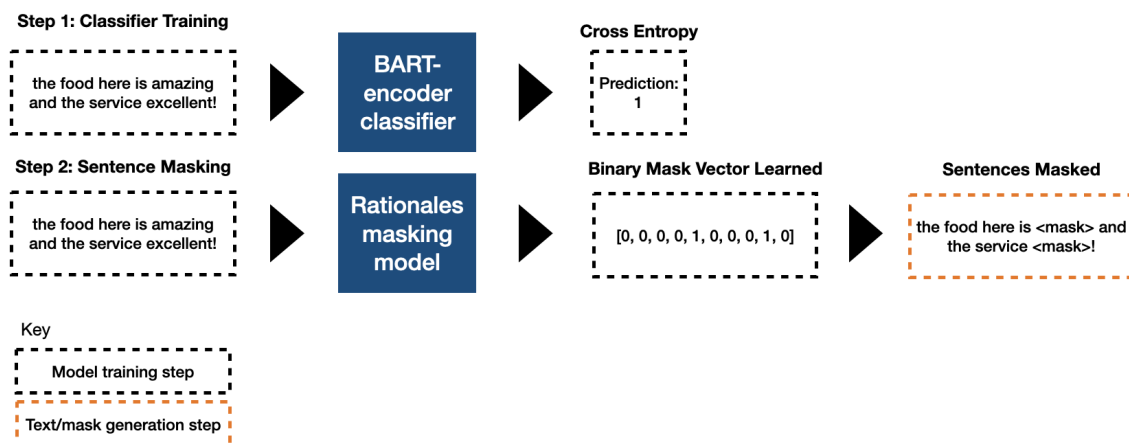 Step 1: Classifier Training
the food here is amazing
and the service excellent!
BART-
encoder
classifier
Cross Entropy
Prediction:
1
Step 2: Sentence Masking
the food here is amazing
and the service excellent!
Rationales
masking
model
Binary Mask Vector Learned
[0, 0, 0, 0, 1, 0, 0, 0, 1, 0]
Sentences Masked
the food here is <mask> and
the service <mask>!
Key
Model training step
Text/mask generation step